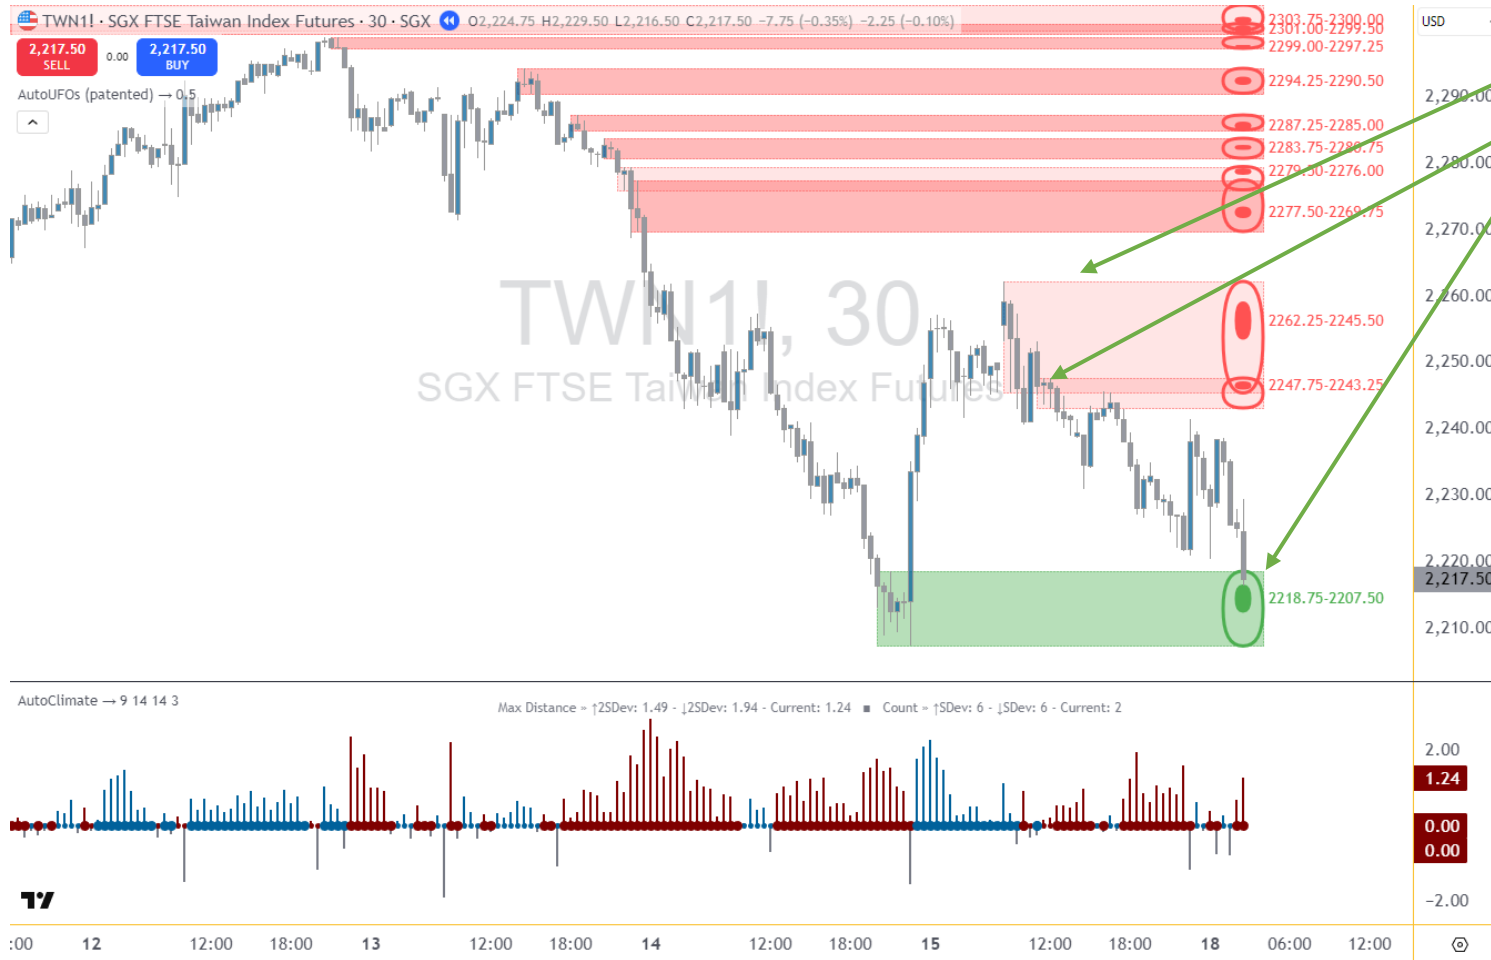 TWN1! · SGX FTSE Taiwan Index Futures · 30 · SGX O2,224.75 H2,229.50 L2,216.50 C2,217.50 −7.75 (−0.35%) −2.25 (−0.10%)
USD
2,217.50
SELL
0.00
2,217.50
BUY
AutoUFOs (patented) → 0.5
2303.75-2300.00
2301.00-2299.50
2299.00-2297.25
2294.25-2290.50
2287.25-2285.00
2283.75-2280.75
2279.50-2276.00
2277.50-2269.75
2262.25-2245.50
2247.75-2243.25
2218.75-2207.50
2,290.00
2,280.00
2,270.00
2,260.00
2,250.00
2,240.00
2,230.00
2,220.00
2,217.50
2,210.00
TWN1!, 30
SGX FTSE Taiwan Index Futures
AutoClimate → 9 14 14 3
Max Distance » ↑2SDev: 1.49 - ↓2SDev: 1.94 - Current: 1.24 ■ Count » ↑SDev: 6 - ↓SDev: 6 - Current: 2
2.00
1.24
0.00
0.00
−2.00
:00 12 12:00 18:00 13 12:00 18:00 14 12:00 18:00 15 12:00 18:00 18 06:00 12:00